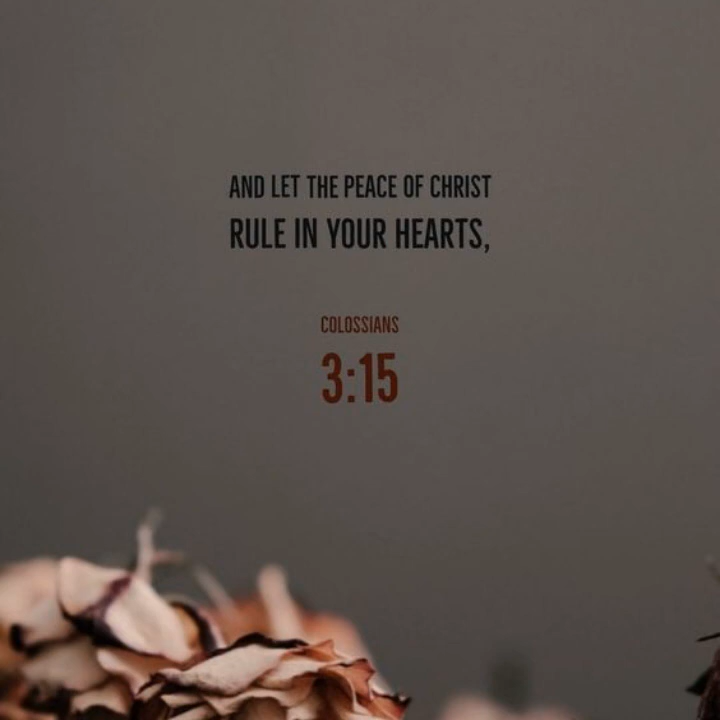 AND LET THE PEACE OF CHRIST
RULE IN YOUR HEARTS,
COLOSSIANS
3:15